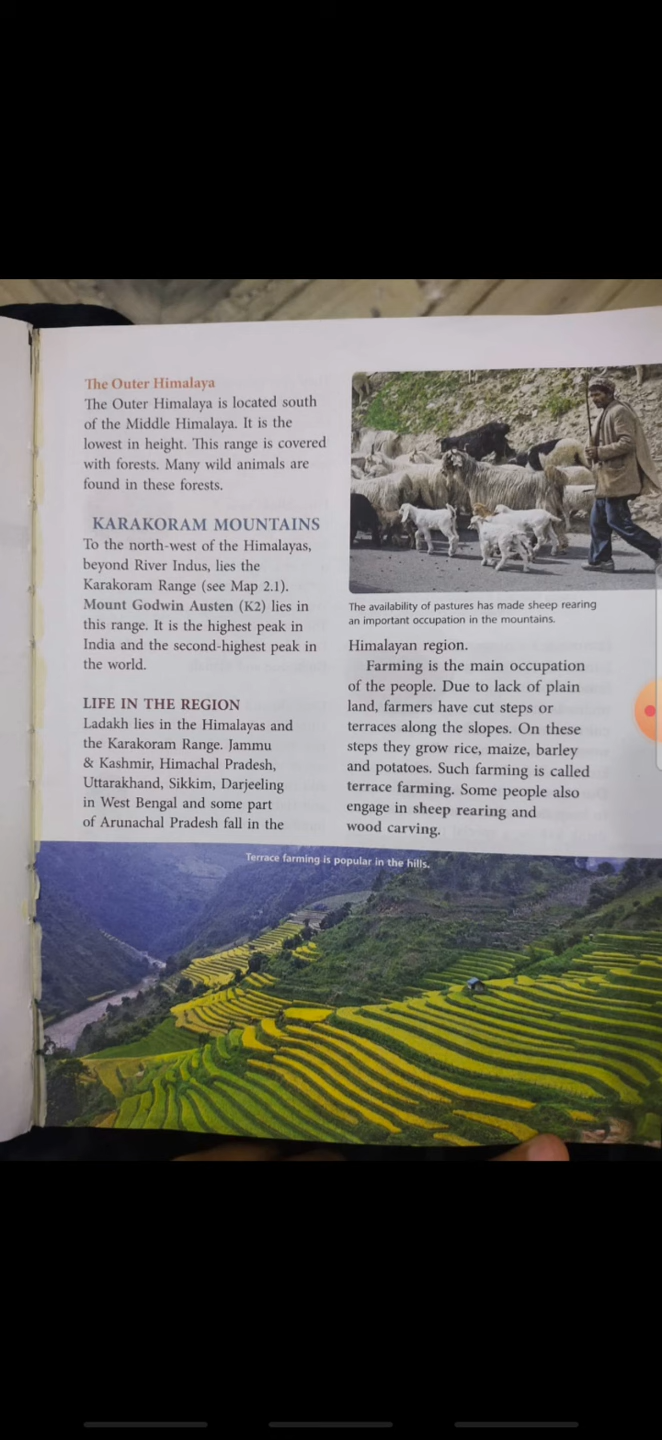 The Outer Himalaya
The Outer Himalaya is located south
of the Middle Himalaya. It is the
lowest in height. This range is covered
with forests. Many wild animals are
found in these forests.
KARAKORAM MOUNTAINS
To the north-west of the Himalayas,
beyond River Indus, lies the
Karakoram Range (see Map 2.1).
Mount Godwin Austen (K2) lies in
this range. It is the highest peak in
India and the second-highest peak in
the world.
LIFE IN THE REGION
Ladakh lies in the Himalayas and
the Karakoram Range. Jammu
& Kashmir, Himachal Pradesh,
Uttarakhand, Sikkim, Darjeeling
in West Bengal and some part
of Arunachal Pradesh fall in the
The availability of pastures has made sheep rearing
an important occupation in the mountains.
Himalayan region.
Farming is the main occupation
of the people. Due to lack of plain
land, farmers have cut steps or
terraces along the slopes. On these
steps they grow rice, maize, barley
and potatoes. Such farming is called
terrace farming. Some people also
engage in sheep rearing and
wood carving.
Terrace farming is popular in the hills.